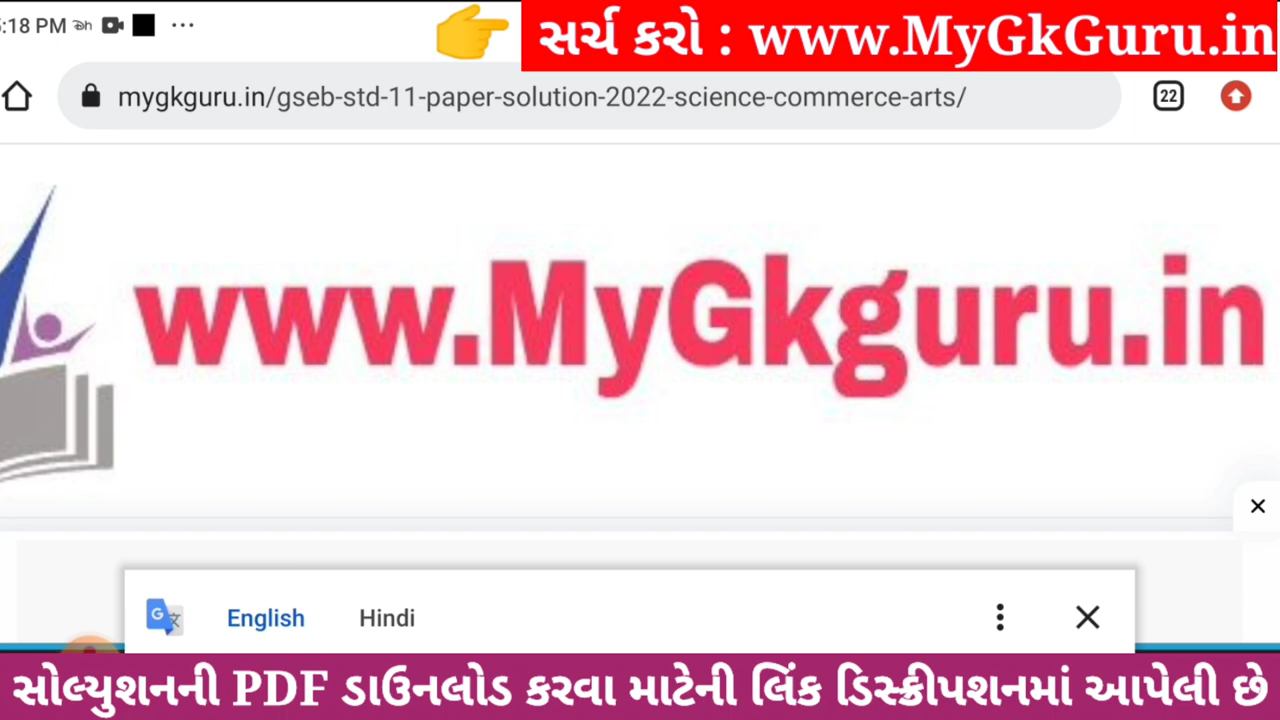 :18 PM
સર્ચ કરો : www.MyGkGuru.in
mygkguru.in/gseb-std-11-paper-solution-2022-science-commerce-arts/
22
www.MyGkguru.in
English Hindi
સોલ્યુશનની PDF ડાઉનલોડ કરવા માટેની લિંક ડિસ્ક્રીપશનમાં આપેલી છે